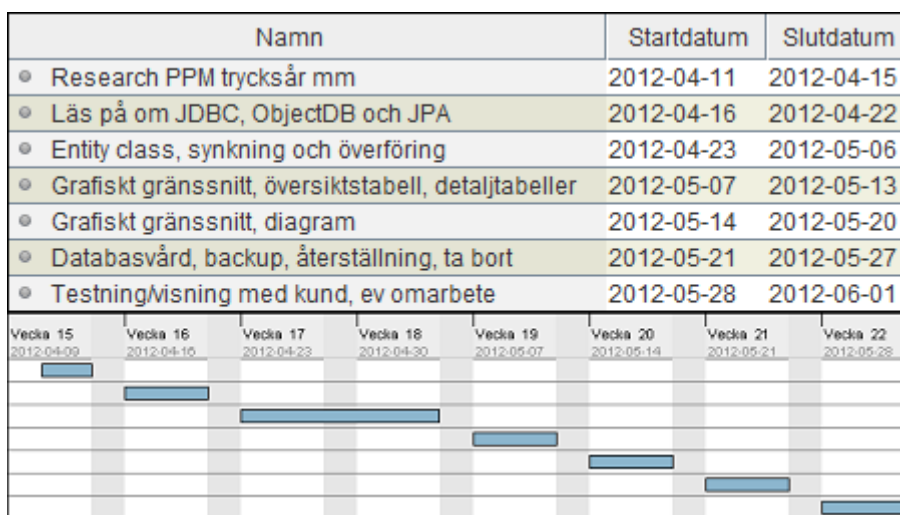 Namn Startdatum Slutdatum
Research PPM trycksår mm 2012-04-11 2012-04-15
Läs på om JDBC, ObjectDB och JPA 2012-04-16 2012-04-22
Entity class, synkning och överföring 2012-04-23 2012-05-06
Grafiskt gränssnitt, översiktstabell, detaljtabeller 2012-05-07 2012-05-13
Grafiskt gränssnitt, diagram 2012-05-14 2012-05-20
Databasvård, backup, återställning, ta bort 2012-05-21 2012-05-27
Testning/visning med kund, ev omarbete 2012-05-28 2012-06-01
Vecka 15 Vecka 16 Vecka 17 Vecka 18 Vecka 19 Vecka 20 Vecka 21 Vecka 22
2012-04-09 2012-04-16 2012-04-23 2012-04-30 2012-05-07 2012-05-14 2012-05-21 2012-05-28